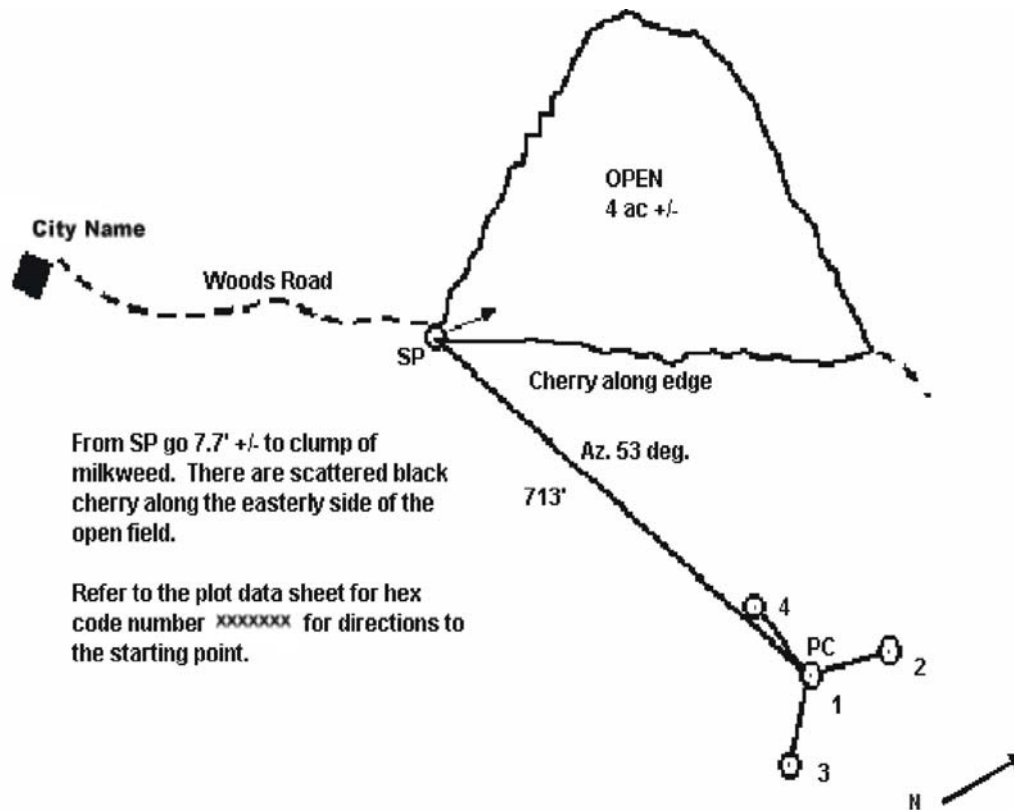 OPEN
4 ac +/-
City Name
Woods Road
SP
Cherry along edge
Az. 53 deg.
713'
From SP go 7.7' +/- to clump of
milkweed. There are scattered black
cherry along the easterly side of the
open field.
Refer to the plot data sheet for hex
code number xxxxxxx for directions to
the starting point.
4
PC
2
1
3
N